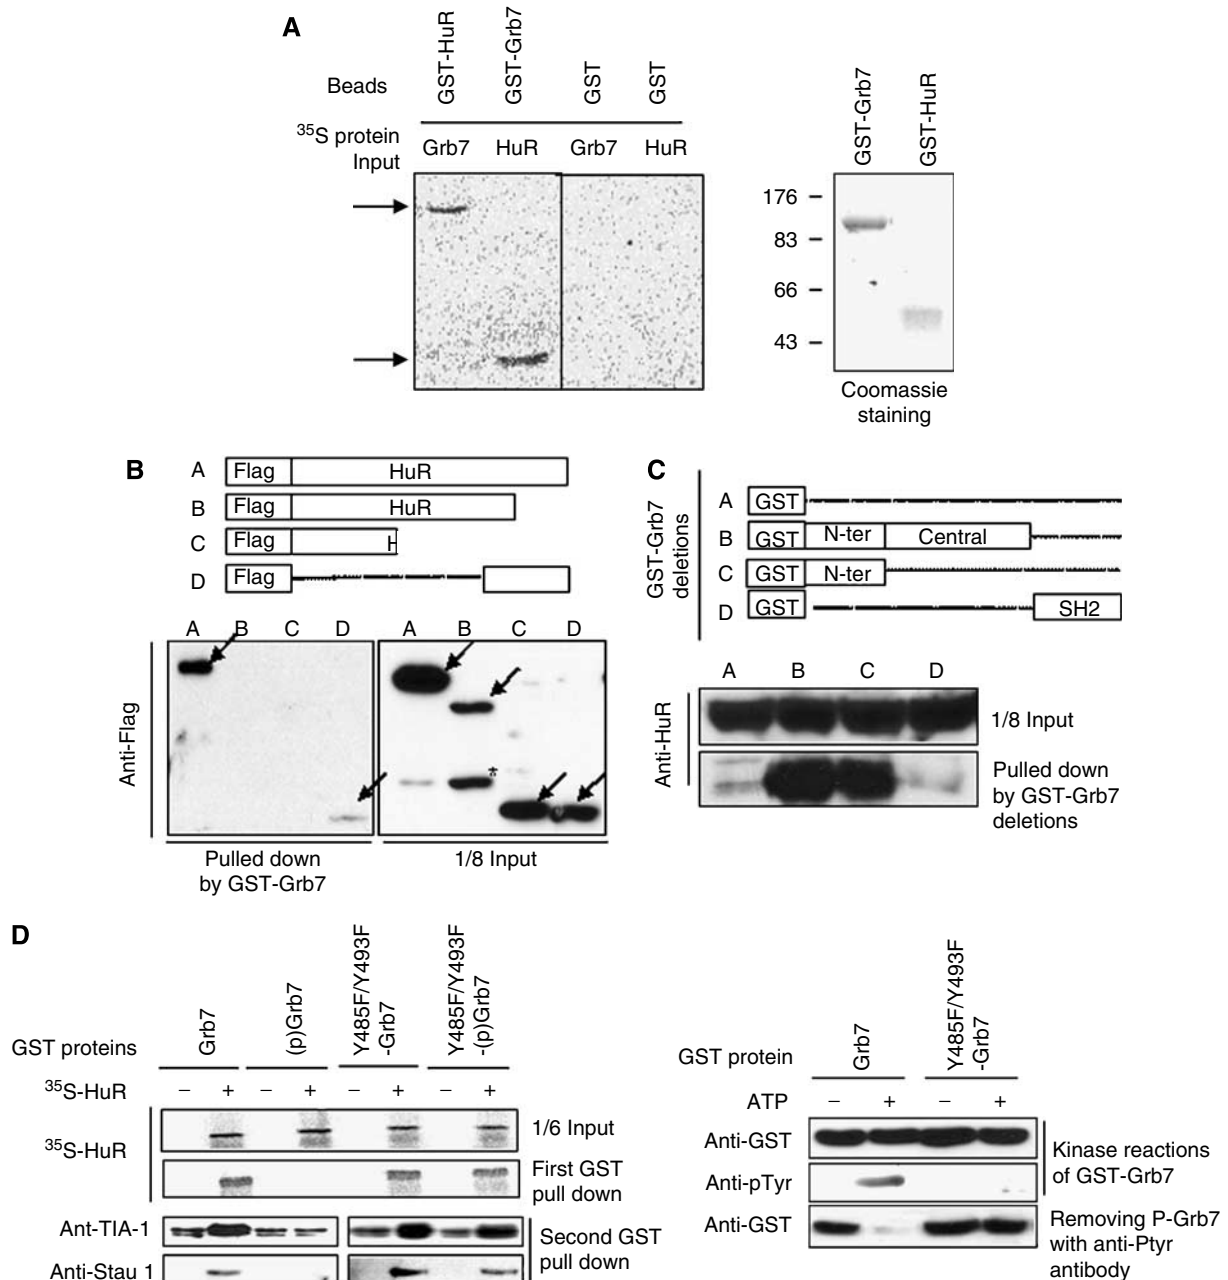 A
Beads
GST-HuR
GST-Grb7
GST
GST
35S protein
Input
Grb7
HuR
Grb7
HuR
GST-Grb7
GST-HuR
176
83
66
43
Coomassie
staining
B
A
Flag
HuR
B
Flag
HuR
C
Flag
H
D
Flag
A B C D
A B C D
Anti-Flag
*
Pulled down
by GST-Grb7
1/8 Input
C
GST-Grb7
deletions
A
GST
B
GST
N-ter
Central
C
GST
N-ter
D
GST
SH2
A B C D
Anti-HuR
1/8 Input
Pulled down
by GST-Grb7
deletions
D
GST proteins
Grb7
(p)Grb7
Y485F/Y493F
-Grb7
Y485F/Y493F
-(p)Grb7
35S-HuR
− + − + − + − +
35S-HuR
1/6 Input
First GST
pull down
Ant-TIA-1
Anti-Stau 1
Second GST
pull down
GST protein
Grb7
Y485F/Y493F
-Grb7
ATP
− + − +
Anti-GST
Anti-pTyr
Kinase reactions
of GST-Grb7
Anti-GST
Removing P-Grb7
with anti-Ptyr
antibody